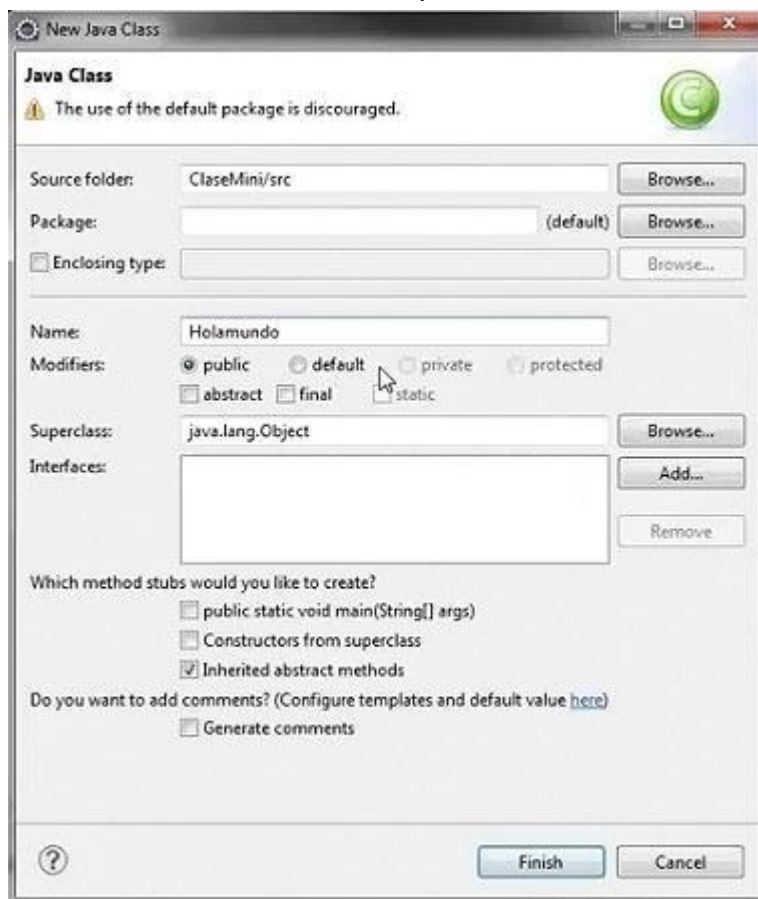 New Java Class
Java Class
The use of the default package is discouraged.
Source folder: ClaseMini/src Browse...
Package: (default) Browse...
Enclosing type: Browse...
Name: Holamundo
Modifiers: public default private protected
abstract final static
Superclass: java.lang.Object Browse...
Interfaces: Add...
Remove
Which method stubs would you like to create?
public static void main(String[] args)
Constructors from superclass
Inherited abstract methods
Do you want to add comments? (Configure templates and default value here)
Generate comments
? Finish Cancel